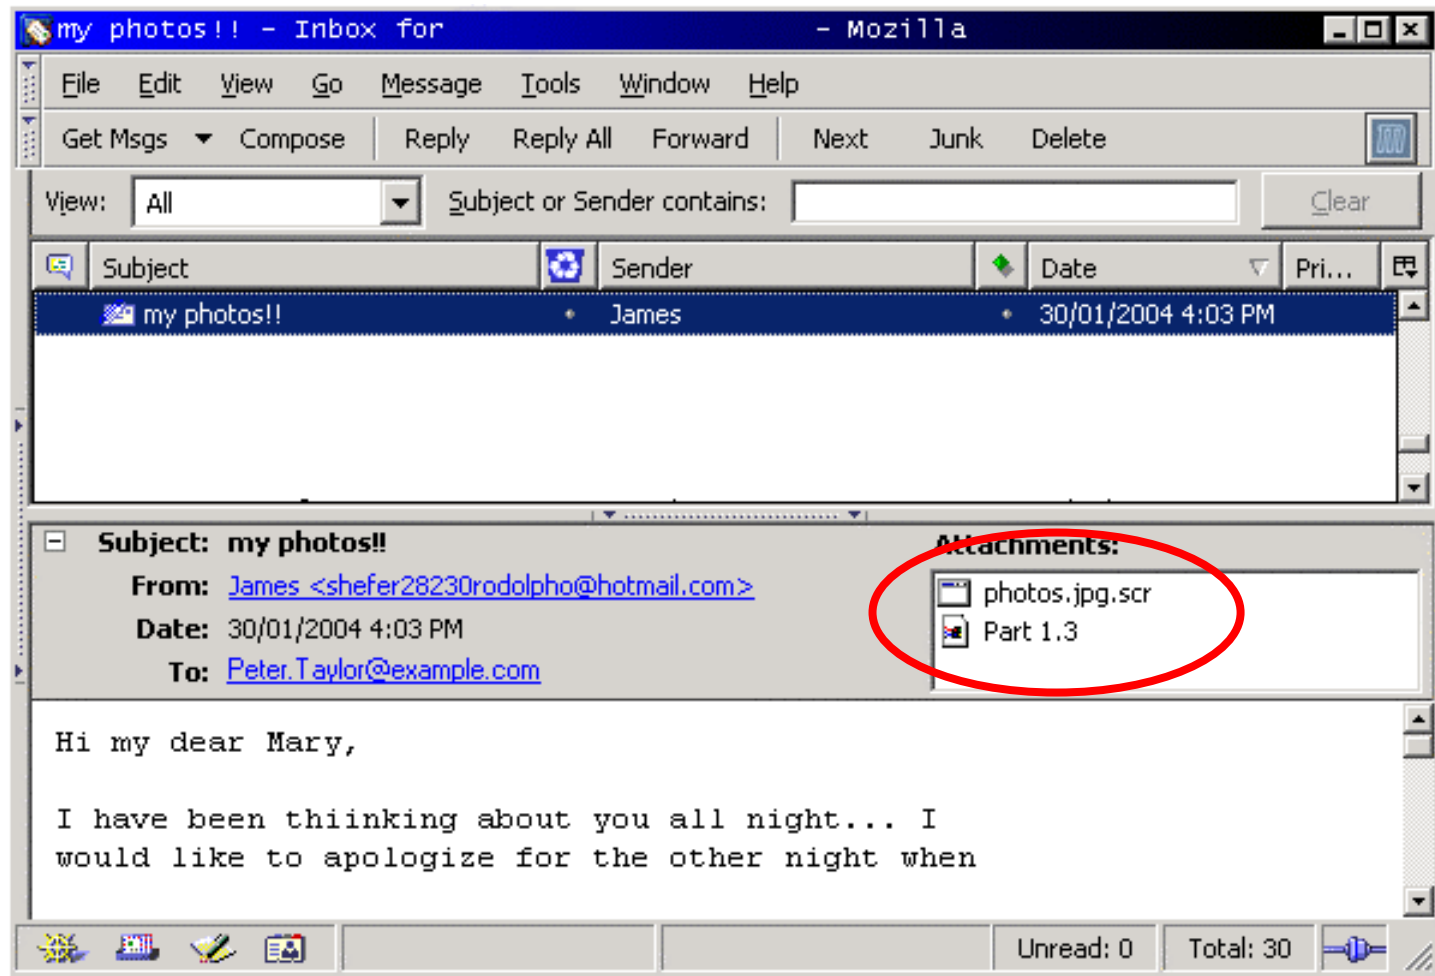 my photos!! - Inbox for - Mozilla
File Edit View Go Message Tools Window Help
Get Msgs Compose Reply Reply All Forward Next Junk Delete
View: All Subject or Sender contains: Clear
Subject Sender Date Pri...
my photos!! James 30/01/2004 4:03 PM
Subject: my photos!! Attachments:
From: James <shefer28230rodolpho@hotmail.com> photos.jpg.scr
Date: 30/01/2004 4:03 PM Part 1.3
To: Peter.Taylor@example.com
Hi my dear Mary,
I have been thiinking about you all night... I
would like to apologize for the other night when
Unread: 0 Total: 30